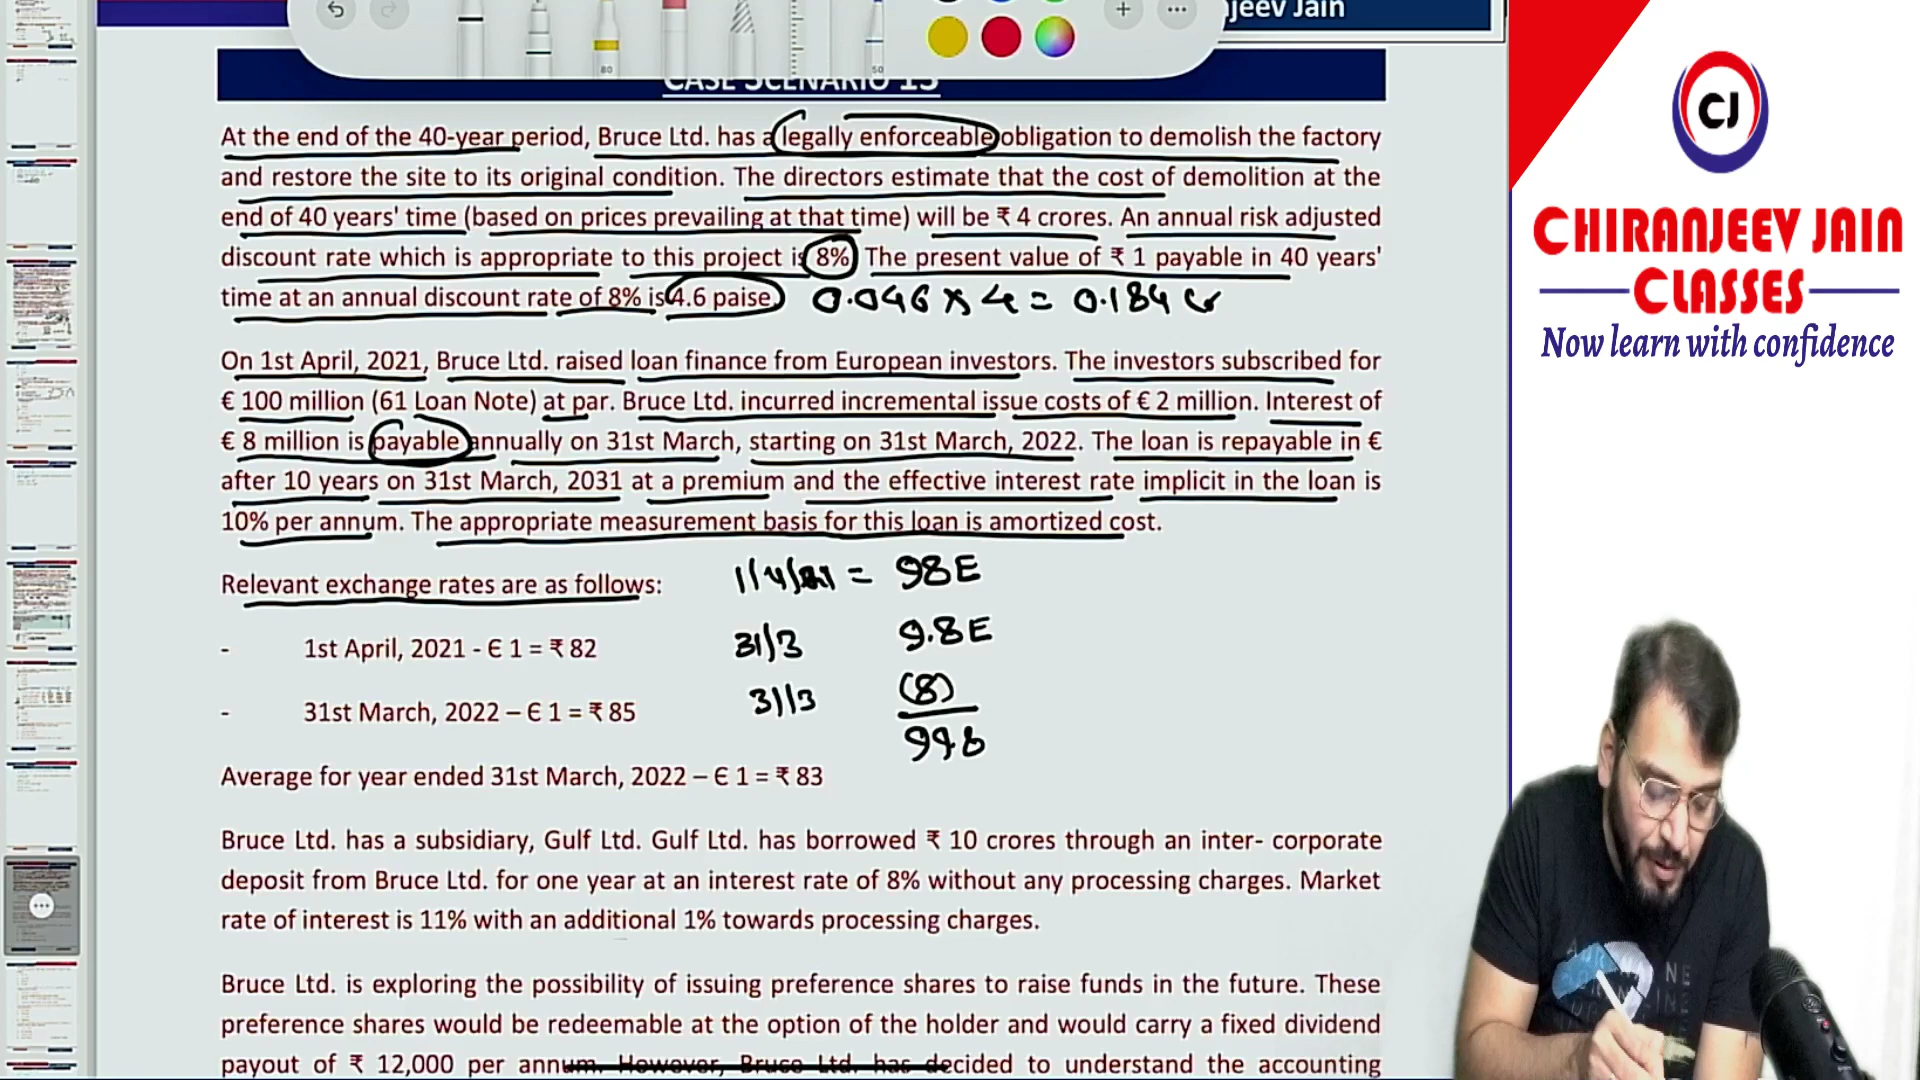 80
50
jeev Jain
CASE SCENARIO 15
At the end of the 40-year period, Bruce Ltd. has a legally enforceable obligation to demolish the factory
and restore the site to its original condition. The directors estimate that the cost of demolition at the
end of 40 years' time (based on prices prevailing at that time) will be ₹ 4 crores. An annual risk adjusted
discount rate which is appropriate to this project is 8%. The present value of ₹ 1 payable in 40 years'
time at an annual discount rate of 8% is 4.6 paise. 0.046 x 4 = 0.184 cr
On 1st April, 2021, Bruce Ltd. raised loan finance from European investors. The investors subscribed for
€ 100 million (61 Loan Note) at par. Bruce Ltd. incurred incremental issue costs of € 2 million. Interest of
€ 8 million is payable annually on 31st March, starting on 31st March, 2022. The loan is repayable in €
after 10 years on 31st March, 2031 at a premium and the effective interest rate implicit in the loan is
10% per annum. The appropriate measurement basis for this loan is amortized cost.
Relevant exchange rates are as follows: 1/4/21 = 98E
- 1st April, 2021 - € 1 = ₹ 82 31/3 9.8E
- 31st March, 2022 – € 1 = ₹ 85 31/3 (8)
99.8
Average for year ended 31st March, 2022 – € 1 = ₹ 83
Bruce Ltd. has a subsidiary, Gulf Ltd. Gulf Ltd. has borrowed ₹ 10 crores through an inter- corporate
deposit from Bruce Ltd. for one year at an interest rate of 8% without any processing charges. Market
rate of interest is 11% with an additional 1% towards processing charges.
Bruce Ltd. is exploring the possibility of issuing preference shares to raise funds in the future. These
preference shares would be redeemable at the option of the holder and would carry a fixed dividend
payout of ₹ 12,000 per annum. However, Bruce Ltd. has decided to understand the accounting
CJ
CHIRANJEEV JAIN
CLASSES
Now learn with confidence